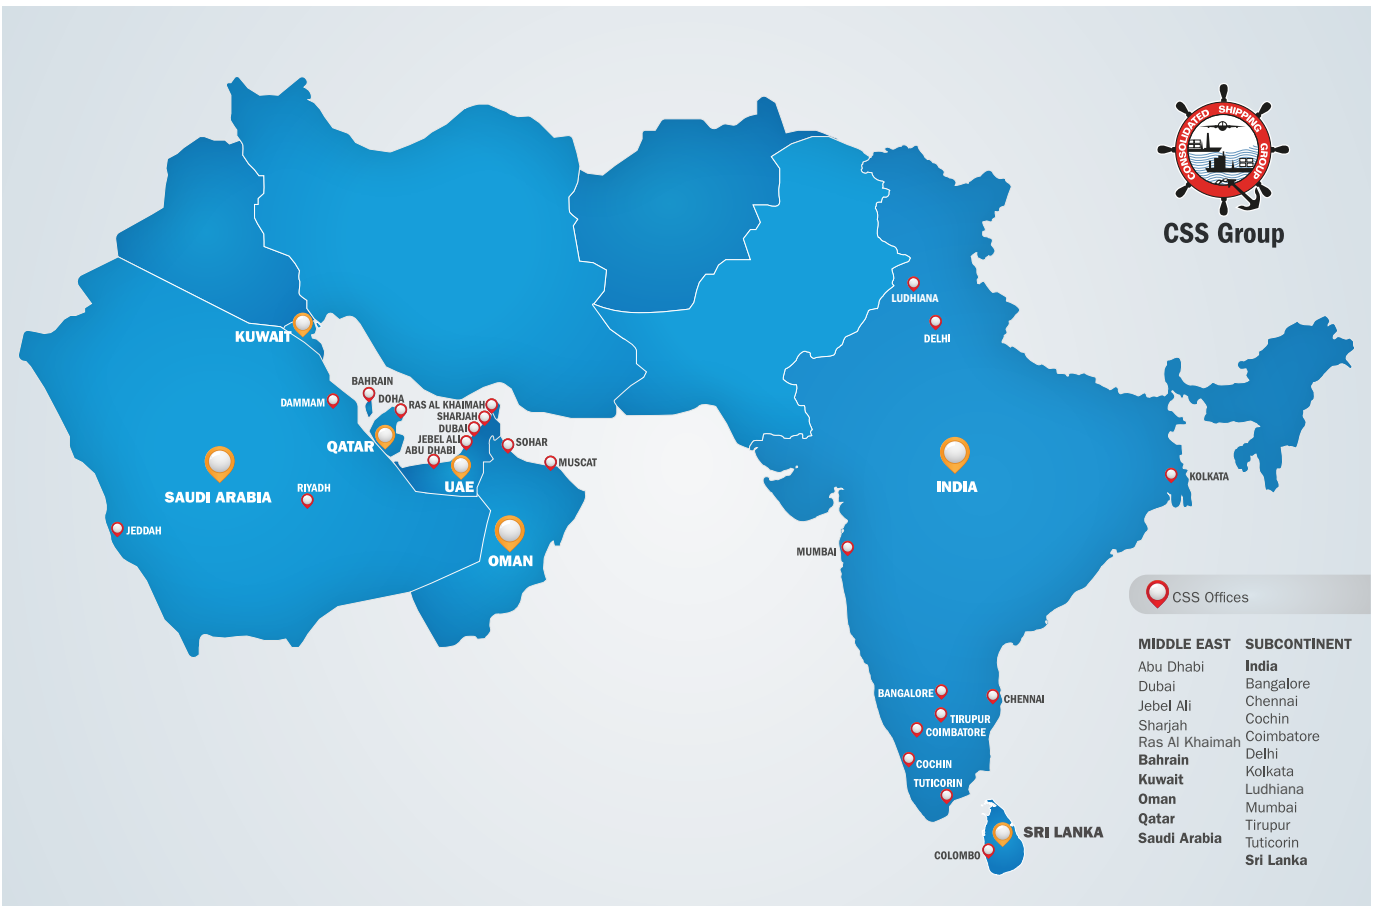 CONSOLIDATED SHIPPING GROUP
CSS Group
LUDHIANA
DELHI
KUWAIT
BAHRAIN
DOHA
DAMMAM
RAS AL KHAIMAH
SHARJAH
DUBAI
JEBEL ALI
ABU DHABI
QATAR
SOHAR
MUSCAT
UAE
SAUDI ARABIA
RIYADH
JEDDAH
OMAN
INDIA
KOLKATA
MUMBAI
BANGALORE
CHENNAI
TIRUPUR
COIMBATORE
COCHIN
TUTICORIN
SRI LANKA
COLOMBO
CSS Offices
MIDDLE EAST
Abu Dhabi
Dubai
Jebel Ali
Sharjah
Ras Al Khaimah
Bahrain
Kuwait
Oman
Qatar
Saudi Arabia
SUBCONTINENT
India
Bangalore
Chennai
Cochin
Coimbatore
Delhi
Kolkata
Ludhiana
Mumbai
Tirupur
Tuticorin
Sri Lanka